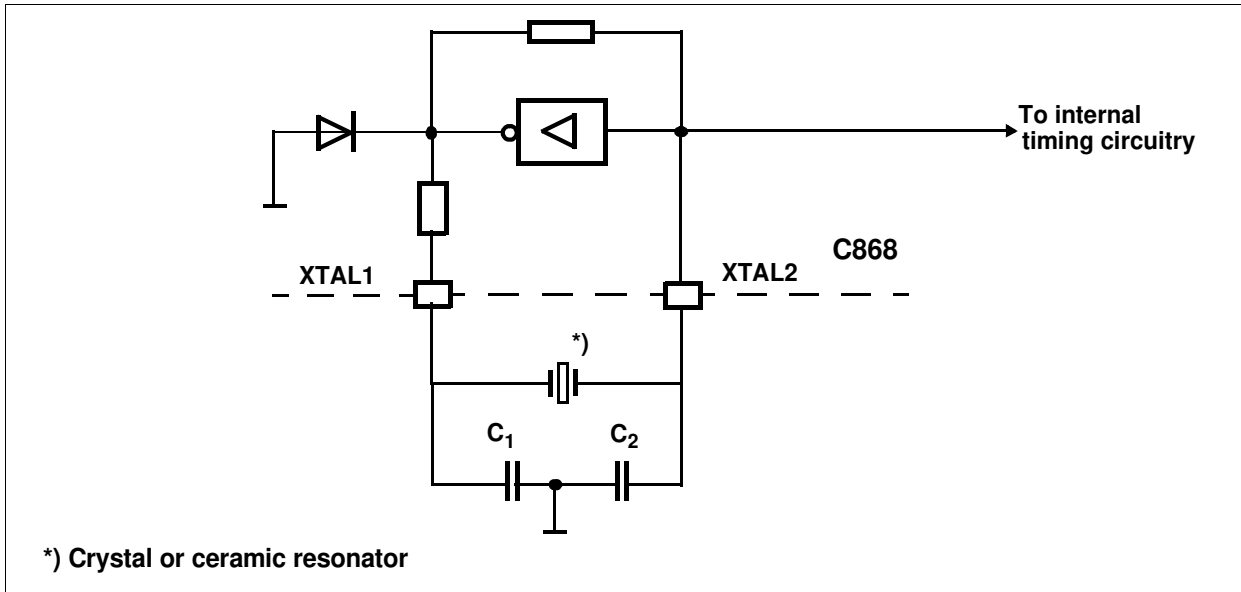 To internal
timing circuitry
C868
XTAL1
XTAL2
*)
C1
C2
*) Crystal or ceramic resonator